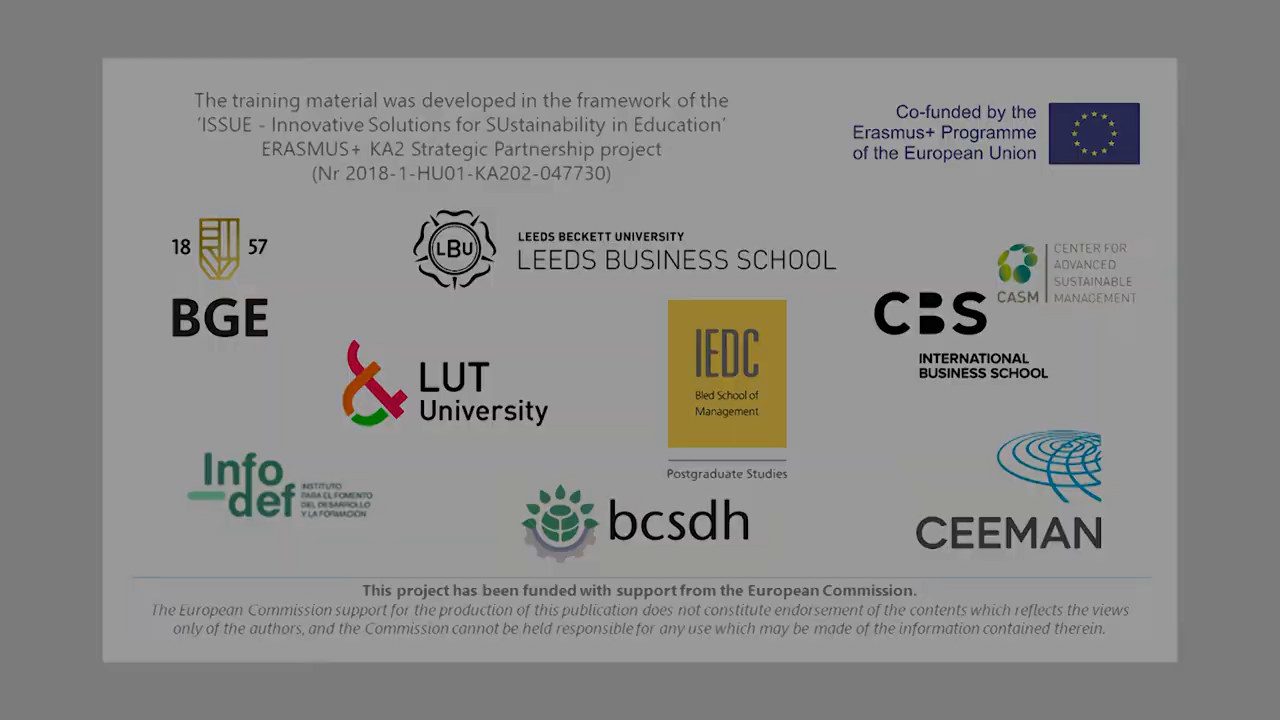 The training material was developed in the framework of the
'ISSUE - Innovative Solutions for SUstainability in Education'
ERASMUS+ KA2 Strategic Partnership project
(Nr 2018-1-HU01-KA202-047730)
Co-funded by the
Erasmus+ Programme
of the European Union
18 57
BGE
LBU
LEEDS BECKETT UNIVERSITY
LEEDS BUSINESS SCHOOL
CASM
CENTER FOR
ADVANCED
SUSTAINABLE
MANAGEMENT
CBS
INTERNATIONAL
BUSINESS SCHOOL
LUT
University
IEDC
Bled School of
Management
Postgraduate Studies
Info
def
INSTITUTO
PARA EL FOMENTO
DEL DESARROLLO
Y LA FORMACIÓN
bcsdh
CEEMAN
This project has been funded with support from the European Commission.
The European Commission support for the production of this publication does not constitute endorsement of the contents which reflects the views
only of the authors, and the Commission cannot be held responsible for any use which may be made of the information contained therein.